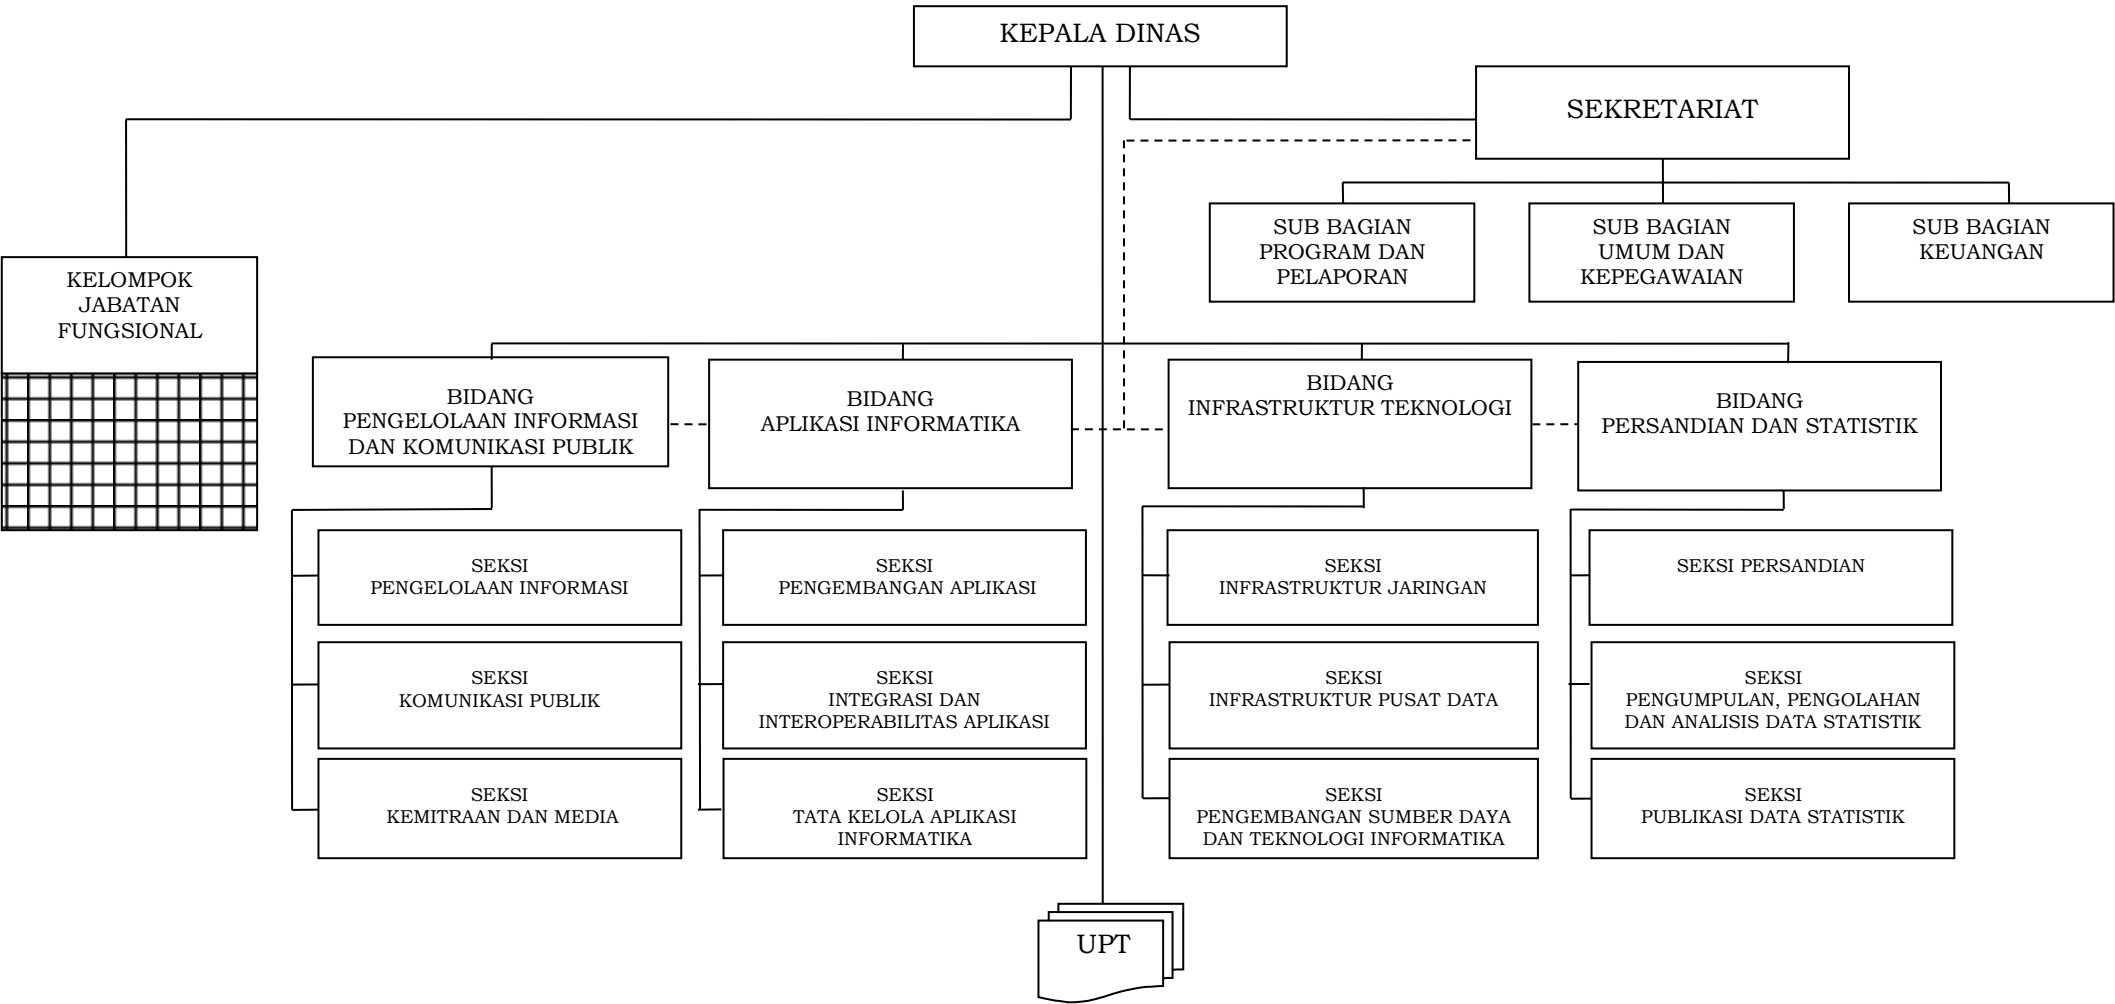 KEPALA DINAS
SEKRETARIAT
SUB BAGIAN
PROGRAM DAN
PELAPORAN
SUB BAGIAN
UMUM DAN
KEPEGAWAIAN
SUB BAGIAN
KEUANGAN
KELOMPOK
JABATAN
FUNGSIONAL
BIDANG
PENGELOLAAN INFORMASI
DAN KOMUNIKASI PUBLIK
BIDANG
APLIKASI INFORMATIKA
BIDANG
INFRASTRUKTUR TEKNOLOGI
BIDANG
PERSANDIAN DAN STATISTIK
SEKSI
PENGELOLAAN INFORMASI
SEKSI
PENGEMBANGAN APLIKASI
SEKSI
INFRASTRUKTUR JARINGAN
SEKSI PERSANDIAN
SEKSI
KOMUNIKASI PUBLIK
SEKSI
INTEGRASI DAN
INTEROPERABILITAS APLIKASI
SEKSI
INFRASTRUKTUR PUSAT DATA
SEKSI
PENGUMPULAN, PENGOLAHAN
DAN ANALISIS DATA STATISTIK
SEKSI
KEMITRAAN DAN MEDIA
SEKSI
TATA KELOLA APLIKASI
INFORMATIKA
SEKSI
PENGEMBANGAN SUMBER DAYA
DAN TEKNOLOGI INFORMATIKA
SEKSI
PUBLIKASI DATA STATISTIK
UPT